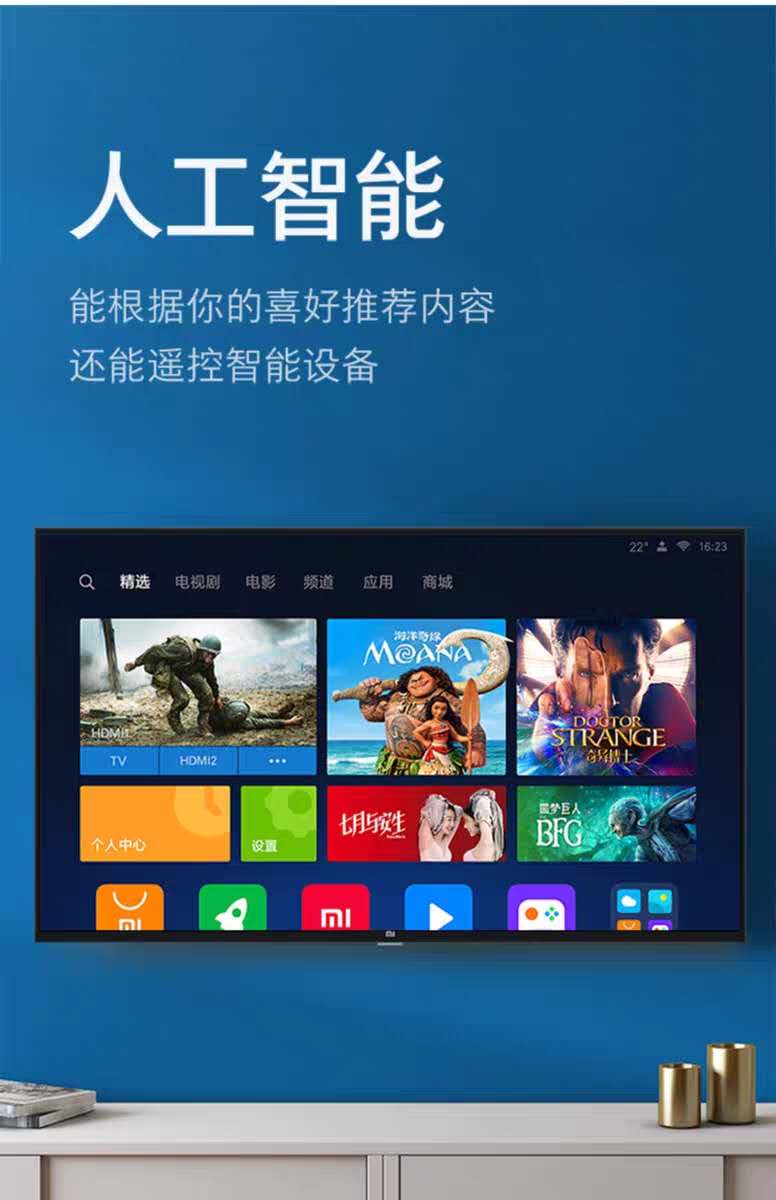 人工智能
能根据你的喜好推荐内容
还能遥控智能设备
22° 16:23
精选 电视剧 电影 频道 应用 商城
HDMI1
TV HDMI2
海洋奇缘
MOANA
DOCTOR
STRANGE
奇异博士
个人中心
设置
七月与安生
圆梦巨人
BFG
mi
mi
mi